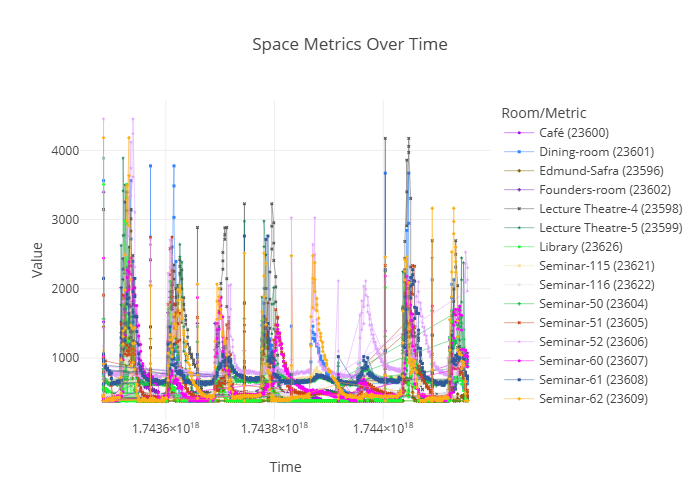 Space Metrics Over Time
Value
4000
3000
2000
1000
1.7436×10¹⁸
1.7438×10¹⁸
1.744×10¹⁸
Time
Room/Metric
Café (23600)
Dining-room (23601)
Edmund-Safra (23596)
Founders-room (23602)
Lecture Theatre-4 (23598)
Lecture Theatre-5 (23599)
Library (23626)
Seminar-115 (23621)
Seminar-116 (23622)
Seminar-50 (23604)
Seminar-51 (23605)
Seminar-52 (23606)
Seminar-60 (23607)
Seminar-61 (23608)
Seminar-62 (23609)